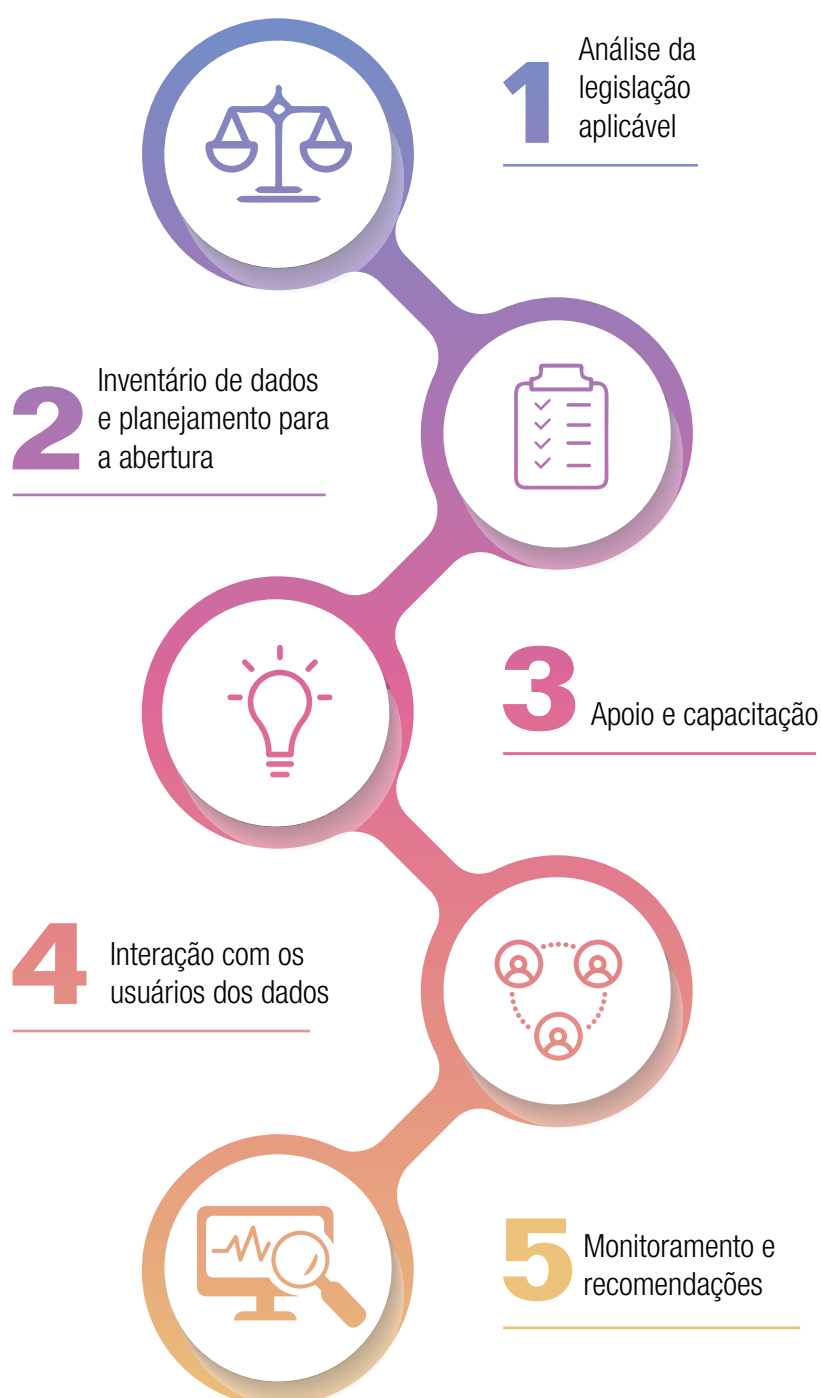 1
Análise da
legislação
aplicável
2
Inventário de dados
e planejamento para
a abertura
3
Apoio e capacitação
4
Interação com os
usuários dos dados
5
Monitoramento e
recomendações